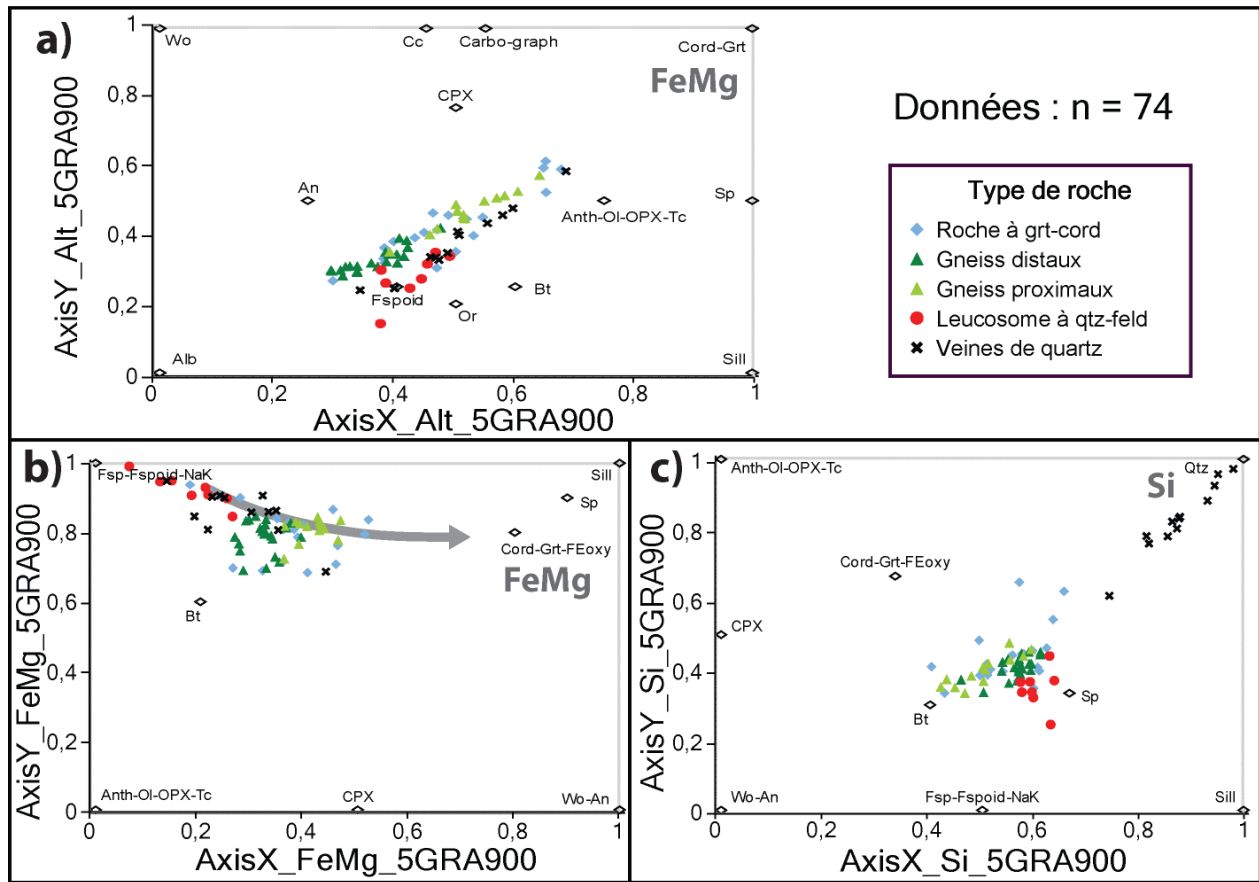 a)
AxisY_Alt_5GRA900
1
0,8
0,6
0,4
0,2
0
Wo
Cc
Carbo-graph
Cord-Grt
FeMg
CPX
An
Anth-Ol-OPX-Tc
Sp
Fspoid
Or
Bt
Alb
Sill
0
0,2
0,4
0,6
0,8
1
AxisX_Alt_5GRA900
Données : n = 74
Type de roche
Roche à grt-cord
Gneiss distaux
Gneiss proximaux
Leucosome à qtz-feld
Veines de quartz
b)
AxisY_FeMg_5GRA900
1
0,8
0,6
0,4
0,2
0
Fsp-Fspoid-NaK
Sill
Sp
Cord-Grt-FEoxy
FeMg
Bt
Anth-Ol-OPX-Tc
CPX
Wo-An
0
0,2
0,4
0,6
0,8
1
AxisX_FeMg_5GRA900
c)
AxisY_Si_5GRA900
1
0,8
0,6
0,4
0,2
0
Anth-Ol-OPX-Tc
Qtz
Si
Cord-Grt-FEoxy
CPX
Bt
Sp
Wo-An
Fsp-Fspoid-NaK
Sill
0
0,2
0,4
0,6
0,8
1
AxisX_Si_5GRA900